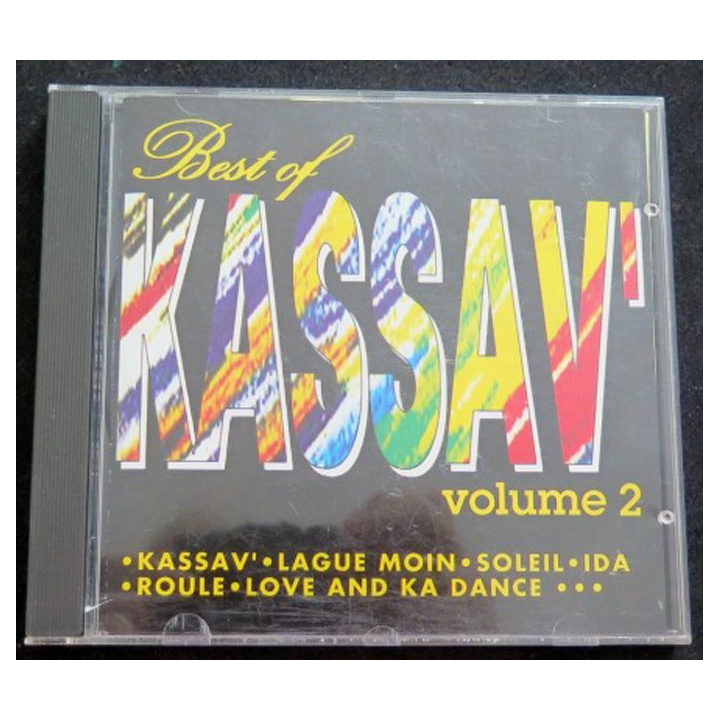 Best of
KASSAV'
volume 2
•KASSAV'•LAGUE MOIN•SOLEIL•IDA
•ROULE•LOVE AND KA DANCE •••